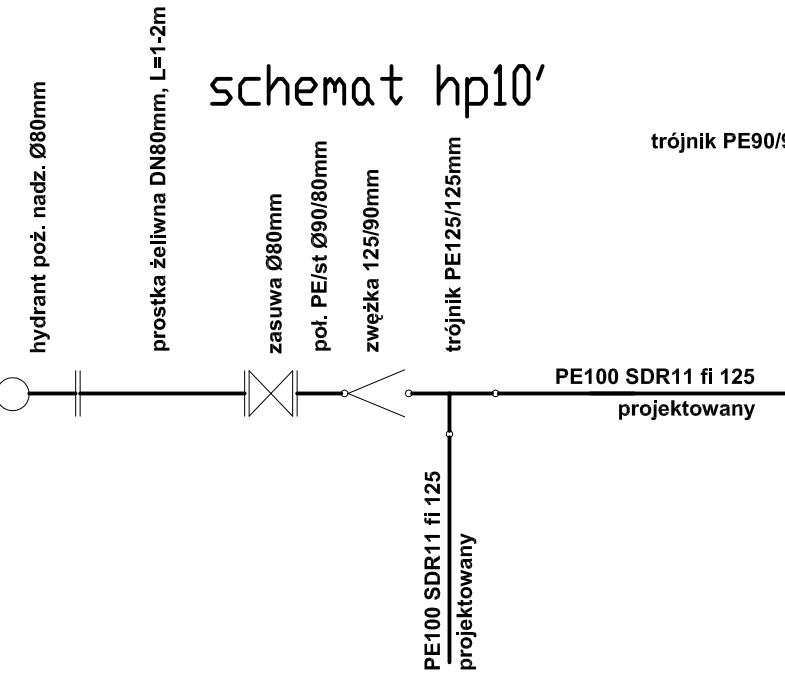 schemat hp10'
hydrant poż. nadz. Ø80mm
prostka żeliwna DN80mm, L=1-2m
zasuwa Ø80mm
poł. PE/st Ø90/80mm
zwężka 125/90mm
trójnik PE125/125mm
trójnik PE90/9
PE100 SDR11 fi 125
projektowany
PE100 SDR11 fi 125
projektowany